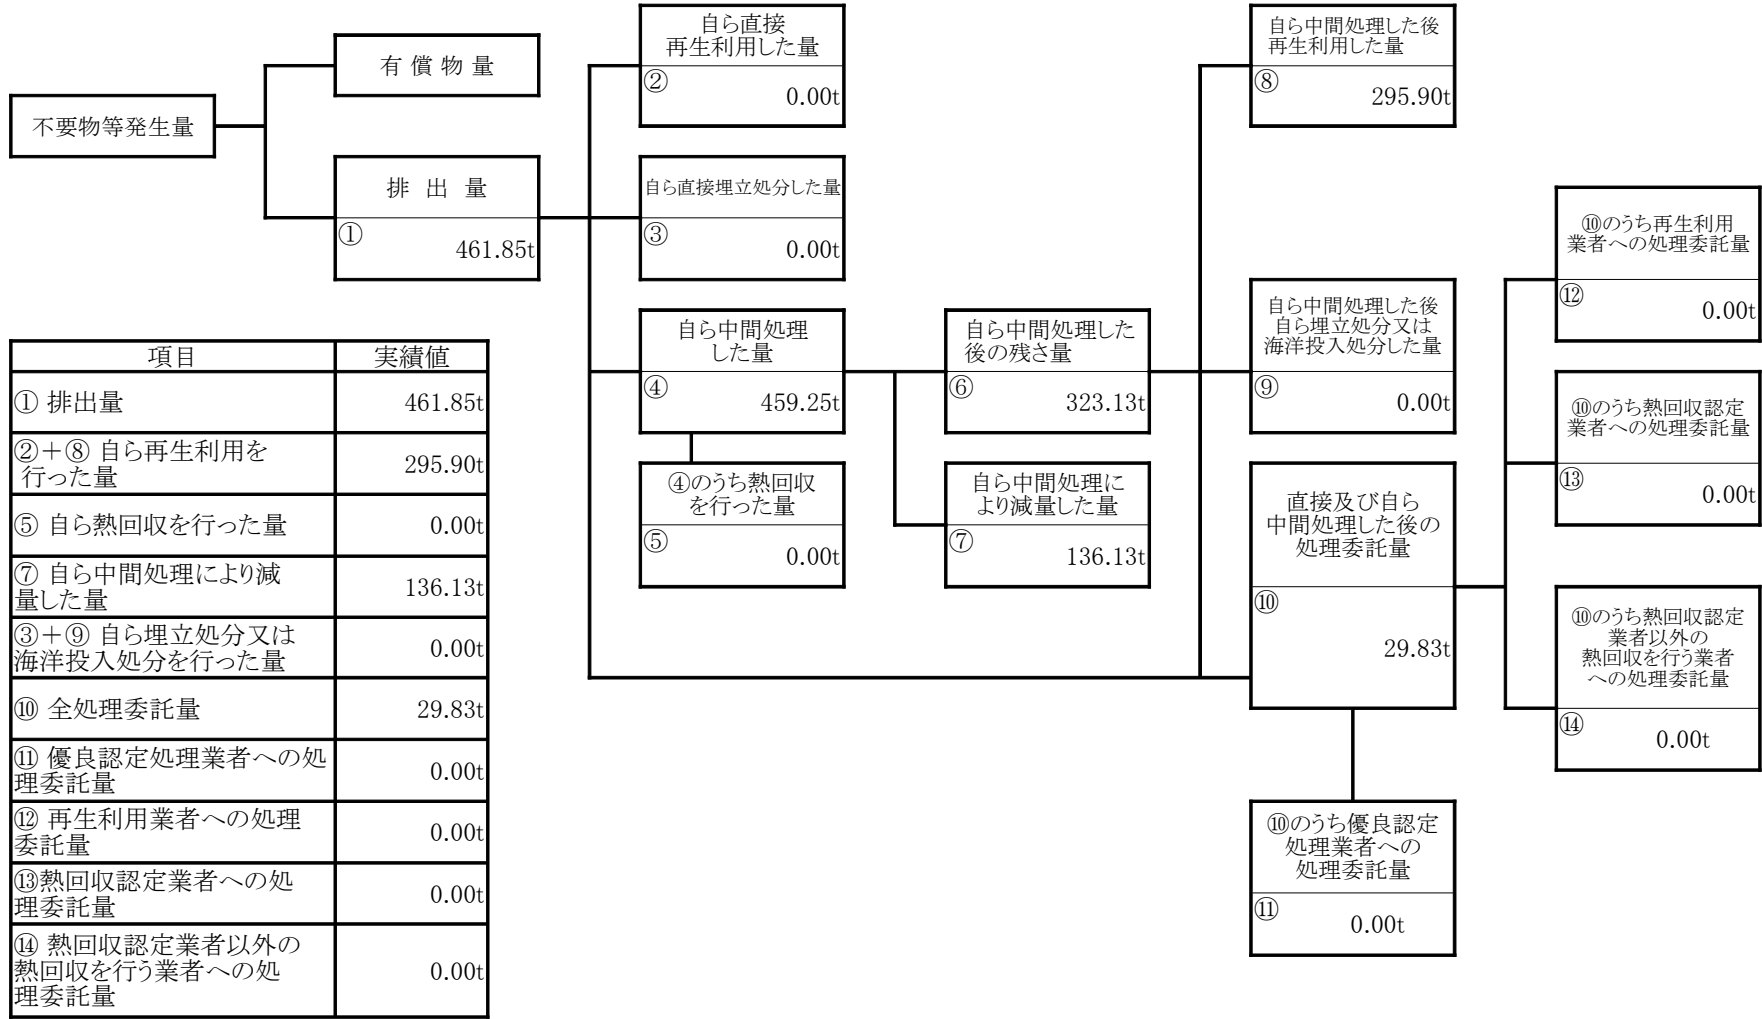 不要物等発生量
有 償 物 量
排 出 量
①
461.85t
自ら直接
再生利用した量
②
0.00t
自ら直接埋立処分した量
③
0.00t
自ら中間処理
した量
④
459.25t
④のうち熱回収
を行った量
⑤
0.00t
自ら中間処理した
後の残さ量
⑥
323.13t
自ら中間処理に
より減量した量
⑦
136.13t
自ら中間処理した後
再生利用した量
⑧
295.90t
自ら中間処理した後
自ら埋立処分又は
海洋投入処分した量
⑨
0.00t
直接及び自ら
中間処理した後の
処理委託量
⑩
29.83t
⑩のうち優良認定
処理業者への
処理委託量
⑪
0.00t
⑩のうち再生利用
業者への処理委託量
⑫
0.00t
⑩のうち熱回収認定
業者への処理委託量
⑬
0.00t
⑩のうち熱回収認定
業者以外の
熱回収を行う業者
への処理委託量
⑭
0.00t
項目 実績値
① 排出量 461.85t
②＋⑧ 自ら再生利用を
行った量 295.90t
⑤ 自ら熱回収を行った量 0.00t
⑦ 自ら中間処理により減
量した量 136.13t
③＋⑨ 自ら埋立処分又は
海洋投入処分を行った量 0.00t
⑩ 全処理委託量 29.83t
⑪ 優良認定処理業者への処
理委託量 0.00t
⑫ 再生利用業者への処理
委託量 0.00t
⑬熱回収認定業者への処
理委託量 0.00t
⑭ 熱回収認定業者以外の
熱回収を行う業者への処
理委託量 0.00t